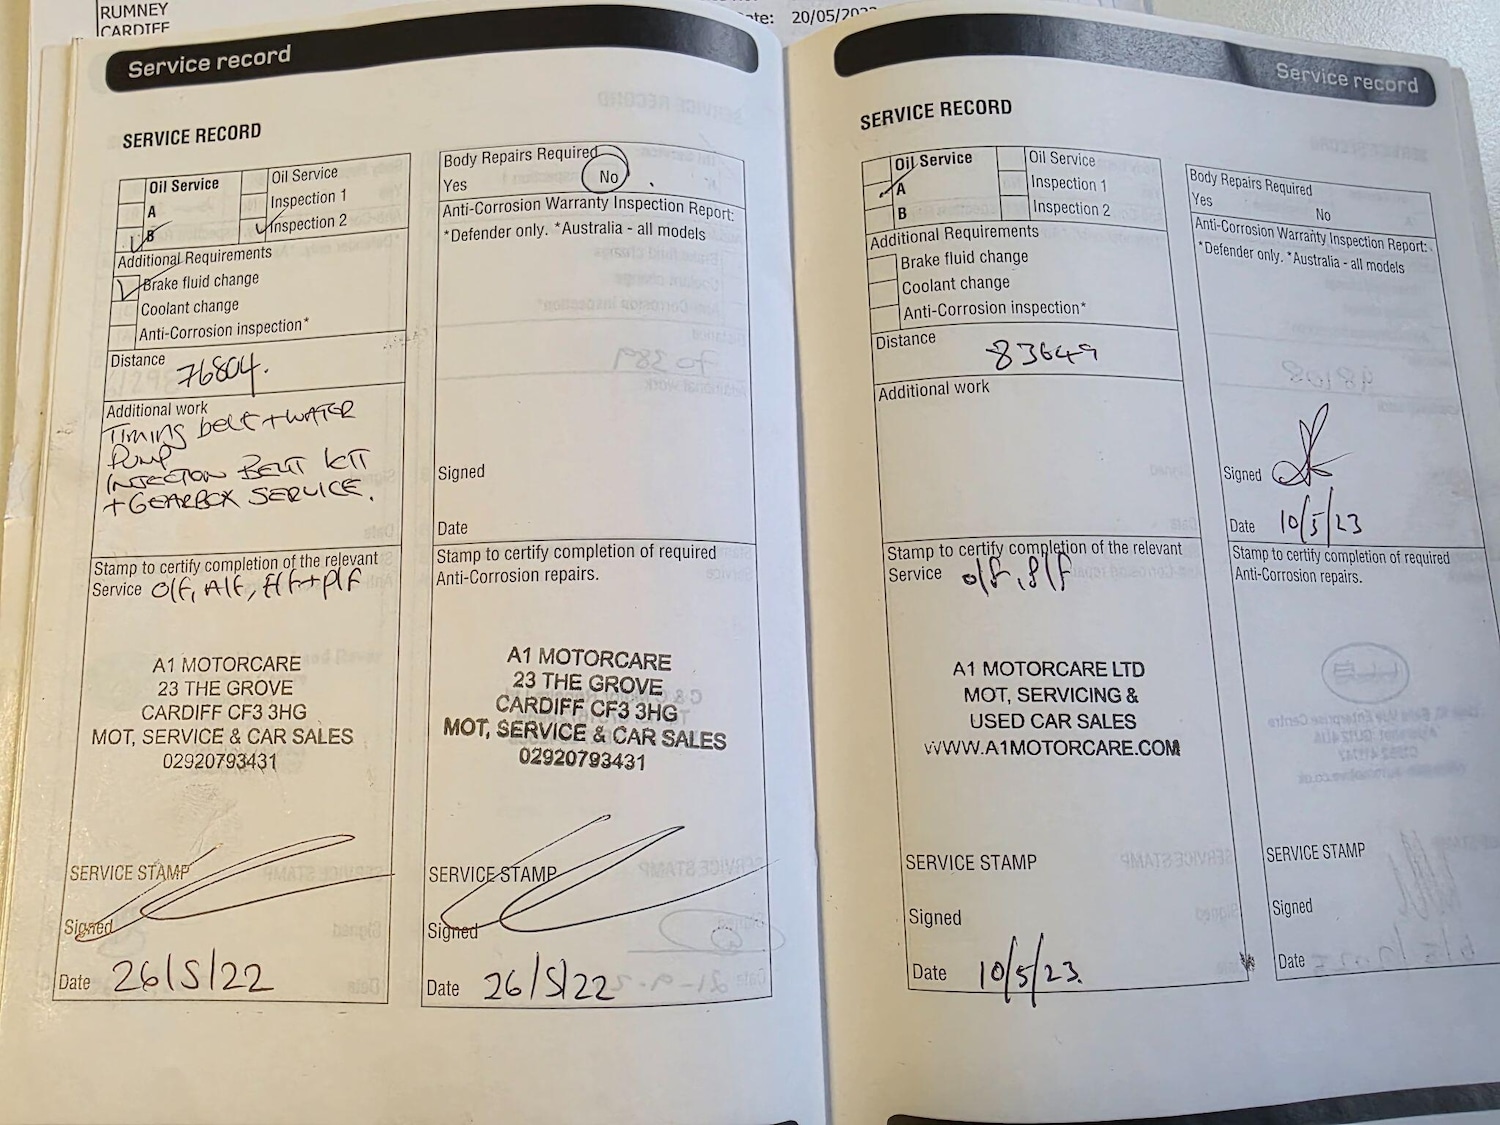 RUMNEY
CARDIFF
20/05/
Service record
SERVICE RECORD
Oil Service
A
B
Oil Service
Inspection 1
Inspection 2
Additional Requirements
Brake fluid change
Coolant change
Anti-Corrosion inspection*
Distance
76804.
Additional work
Timing belt + WATER
PUMP
INJECTION BELT KIT
+ GEARBOX SERVICE.
Stamp to certify completion of the relevant
Service O/F, A/F, F/F + P/F
A1 MOTORCARE
23 THE GROVE
CARDIFF CF3 3HG
MOT, SERVICE & CAR SALES
02920793431
SERVICE STAMP
Signed
Date 26/5/22
Body Repairs Required
Yes No
Anti-Corrosion Warranty Inspection Report:
*Defender only. *Australia - all models
Signed
Date
Stamp to certify completion of required
Anti-Corrosion repairs.
A1 MOTORCARE
23 THE GROVE
CARDIFF CF3 3HG
MOT, SERVICE & CAR SALES
02920793431
SERVICE STAMP
Signed
Date 26/5/22
Service record
SERVICE RECORD
Oil Service
A
B
Oil Service
Inspection 1
Inspection 2
Additional Requirements
Brake fluid change
Coolant change
Anti-Corrosion inspection*
Distance
83649
Additional work
Stamp to certify completion of the relevant
Service O/F, P/F
A1 MOTORCARE LTD
MOT, SERVICING &
USED CAR SALES
WWW.A1MOTORCARE.COM
SERVICE STAMP
Signed
Date 10/5/23.
Body Repairs Required
Yes No
Anti-Corrosion Warranty Inspection Report:
*Defender only. *Australia - all models
Signed
Date 10/5/23
Stamp to certify completion of required
Anti-Corrosion repairs.
SERVICE STAMP
Signed
Date